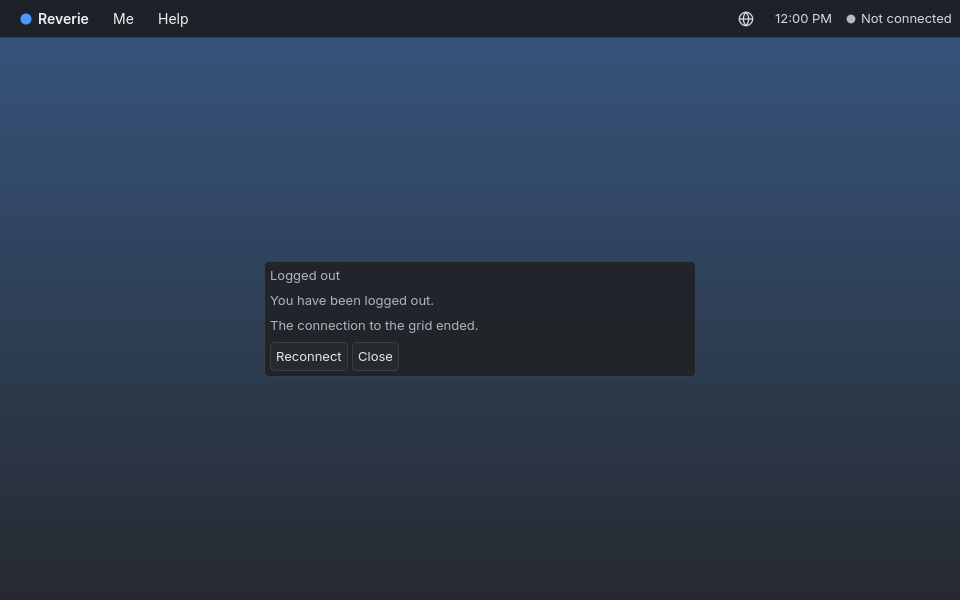 Reverie Me Help 12:00 PM Not connected
Logged out
You have been logged out.
The connection to the grid ended.
Reconnect Close